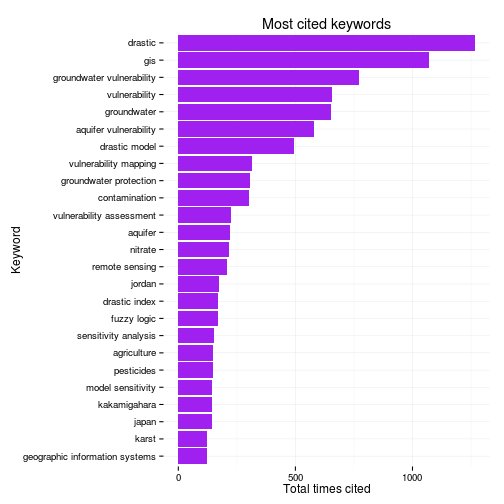 Most cited keywords
drastic
gis
groundwater vulnerability
vulnerability
groundwater
aquifer vulnerability
drastic model
vulnerability mapping
groundwater protection
contamination
vulnerability assessment
aquifer
nitrate
remote sensing
jordan
drastic index
fuzzy logic
sensitivity analysis
agriculture
pesticides
model sensitivity
kakamigahara
japan
karst
geographic information systems
Keyword
0 500 1000
Total times cited